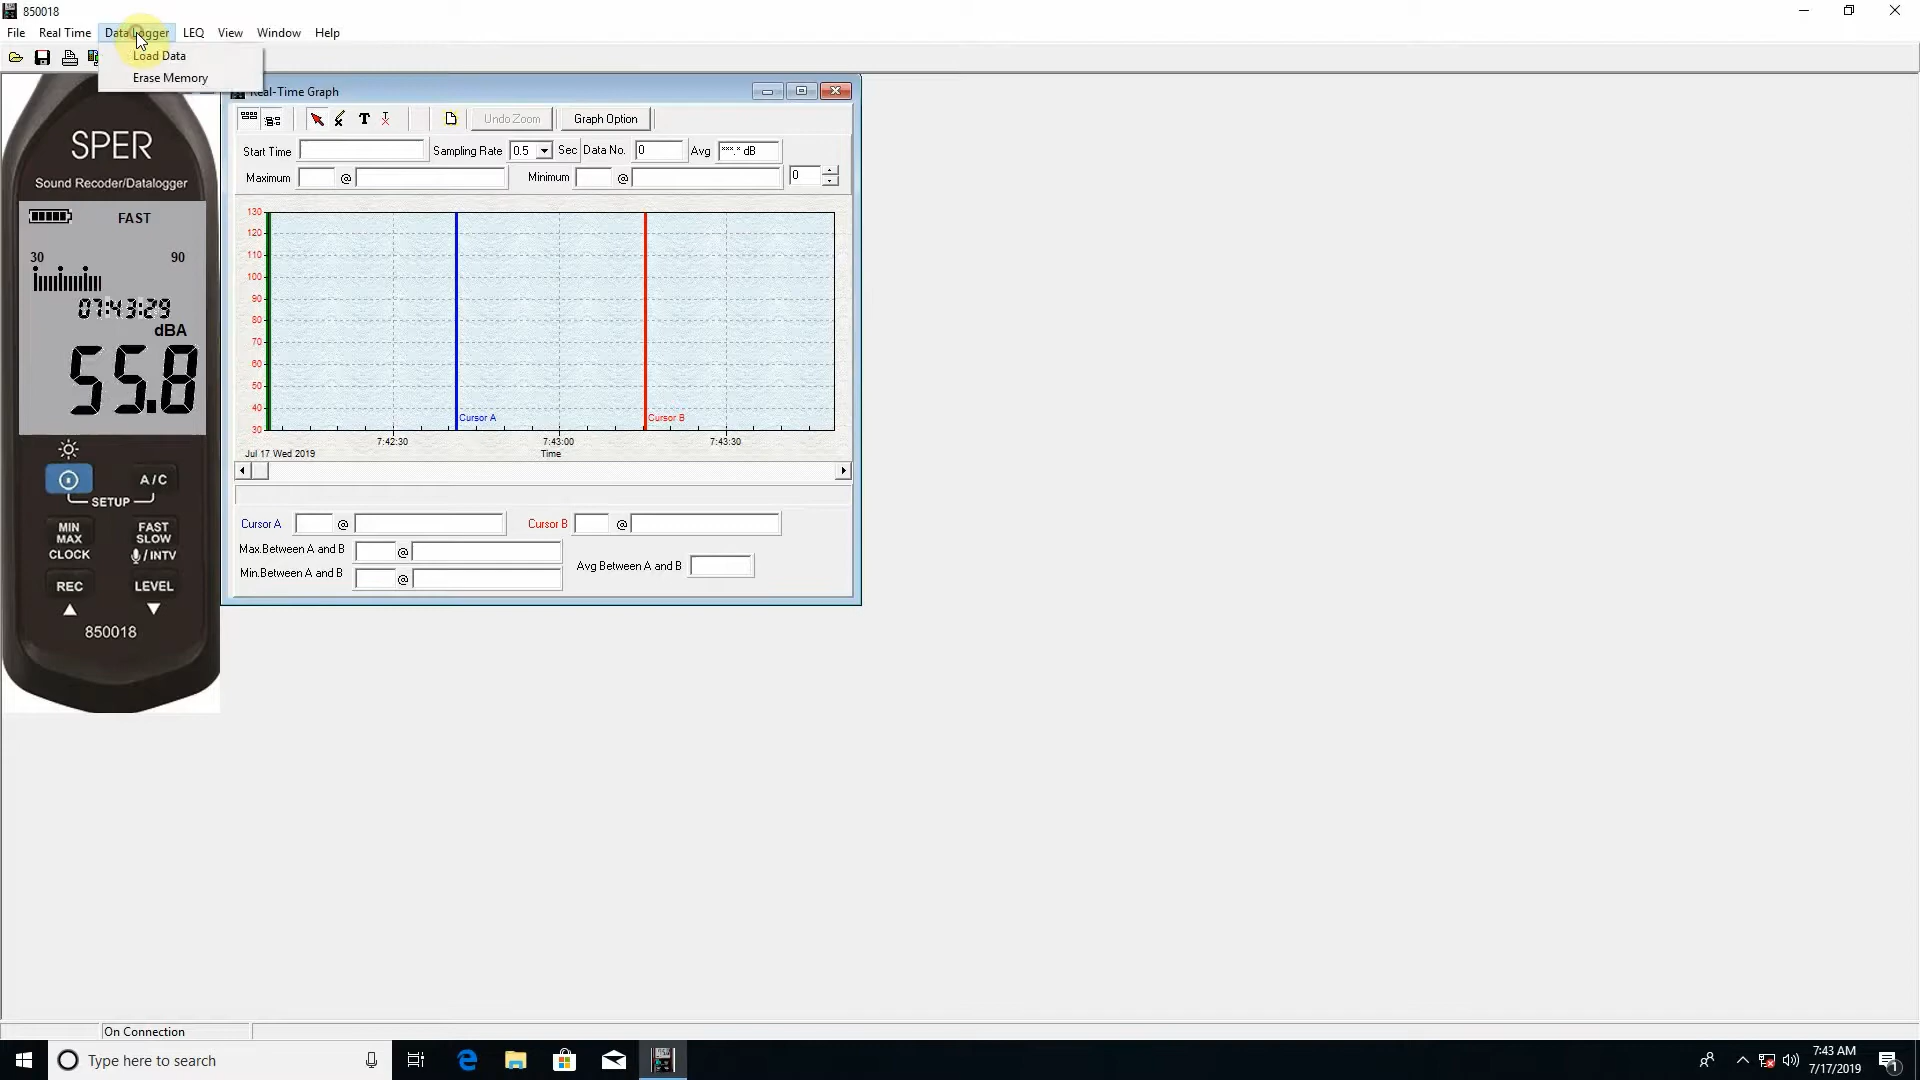 850018
File Real Time DataLogger LEQ View Window Help
Load Data
Erase Memory
Real-Time Graph
Undo Zoom Graph Option
Start Time Sampling Rate 0.5 Sec Data No. 0 Avg ***.* dB
Maximum @ Minimum @ 0
130
120
110
100
90
80
70
60
50
40
30
Cursor A Cursor B
7:42:30 7:43:00 7:43:30
Jul 17 Wed 2019 Time
Cursor A @ Cursor B @
Max.Between A and B @
Min.Between A and B @
Avg Between A and B
SPER
Sound Recoder/Datalogger
FAST
30 90
07:43:29
dBA
55.8
A/C
SETUP
MIN MAX
CLOCK
FAST SLOW
/INTV
REC LEVEL
850018
On Connection
Type here to search
7:43 AM
7/17/2019
1